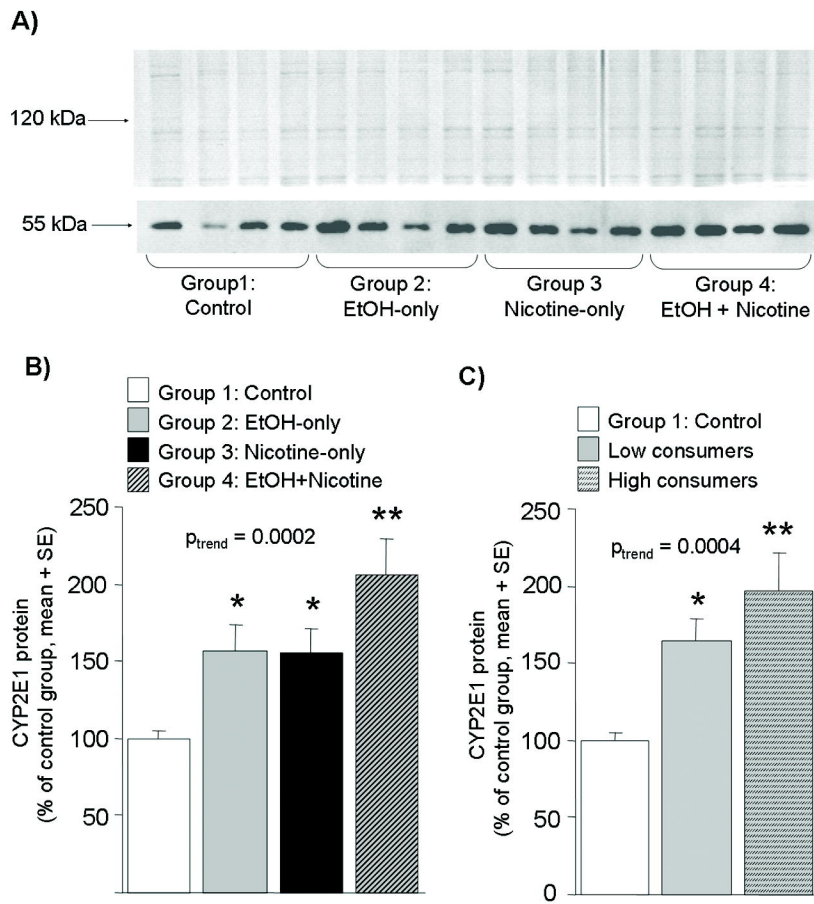 A)
120 kDa
55 kDa
Group1:
Control
Group 2:
EtOH-only
Group 3
Nicotine-only
Group 4:
EtOH + Nicotine
B)
Group 1: Control
Group 2: EtOH-only
Group 3: Nicotine-only
Group 4: EtOH+Nicotine
CYP2E1 protein
(% of control group, mean + SE)
250
200
150
100
50
ptrend = 0.0002
*
*
**
C)
Group 1: Control
Low consumers
High consumers
CYP2E1 protein
(% of control group, mean + SE)
250
200
150
100
50
0
ptrend = 0.0004
*
**